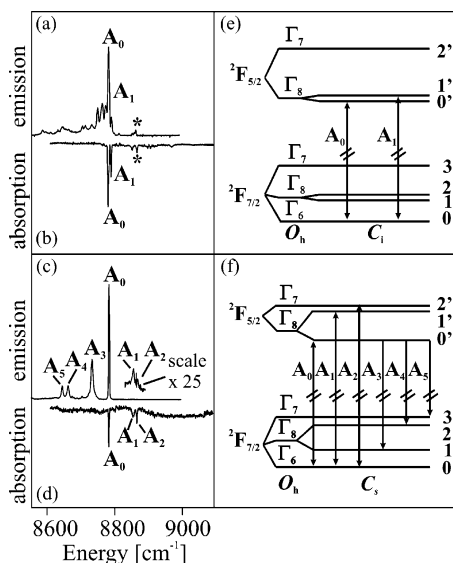 (a)
A₀
A₁
*
emission
*
A₁
A₀
absorption
(b)
(c)
A₀
A₅
A₄
A₃
A₁
A₂
scale
x 25
emission
A₁
A₂
A₀
absorption
(d)
8600 8800 9000
Energy [cm⁻¹]
(e)
Γ₇
2'
²F₅/₂
Γ₈
1'
0'
A₀
A₁
Γ₇
3
²F₇/₂
Γ₈
2
1
Γ₆
0
Oₕ
Cᵢ
(f)
Γ₇
2'
²F₅/₂
1'
Γ₈
0'
A₀ A₁ A₂ A₃ A₄ A₅
Γ₇
3
Γ₈
2
²F₇/₂
1
Γ₆
0
Oₕ
Cₛ